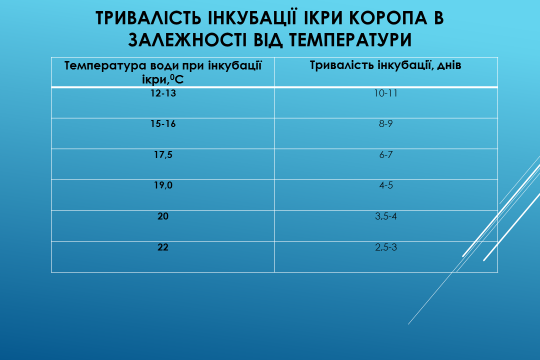 ТРИВАЛІСТЬ ІНКУБАЦІЇ ІКРИ КОРОПА В
ЗАЛЕЖНОСТІ ВІД ТЕМПЕРАТУРИ
Температура води при інкубації
ікри,⁰С
Тривалість інкубації, днів
12-13 10-11
15-16 8-9
17,5 6-7
19,0 4-5
20 3,5-4
22 2,5-3